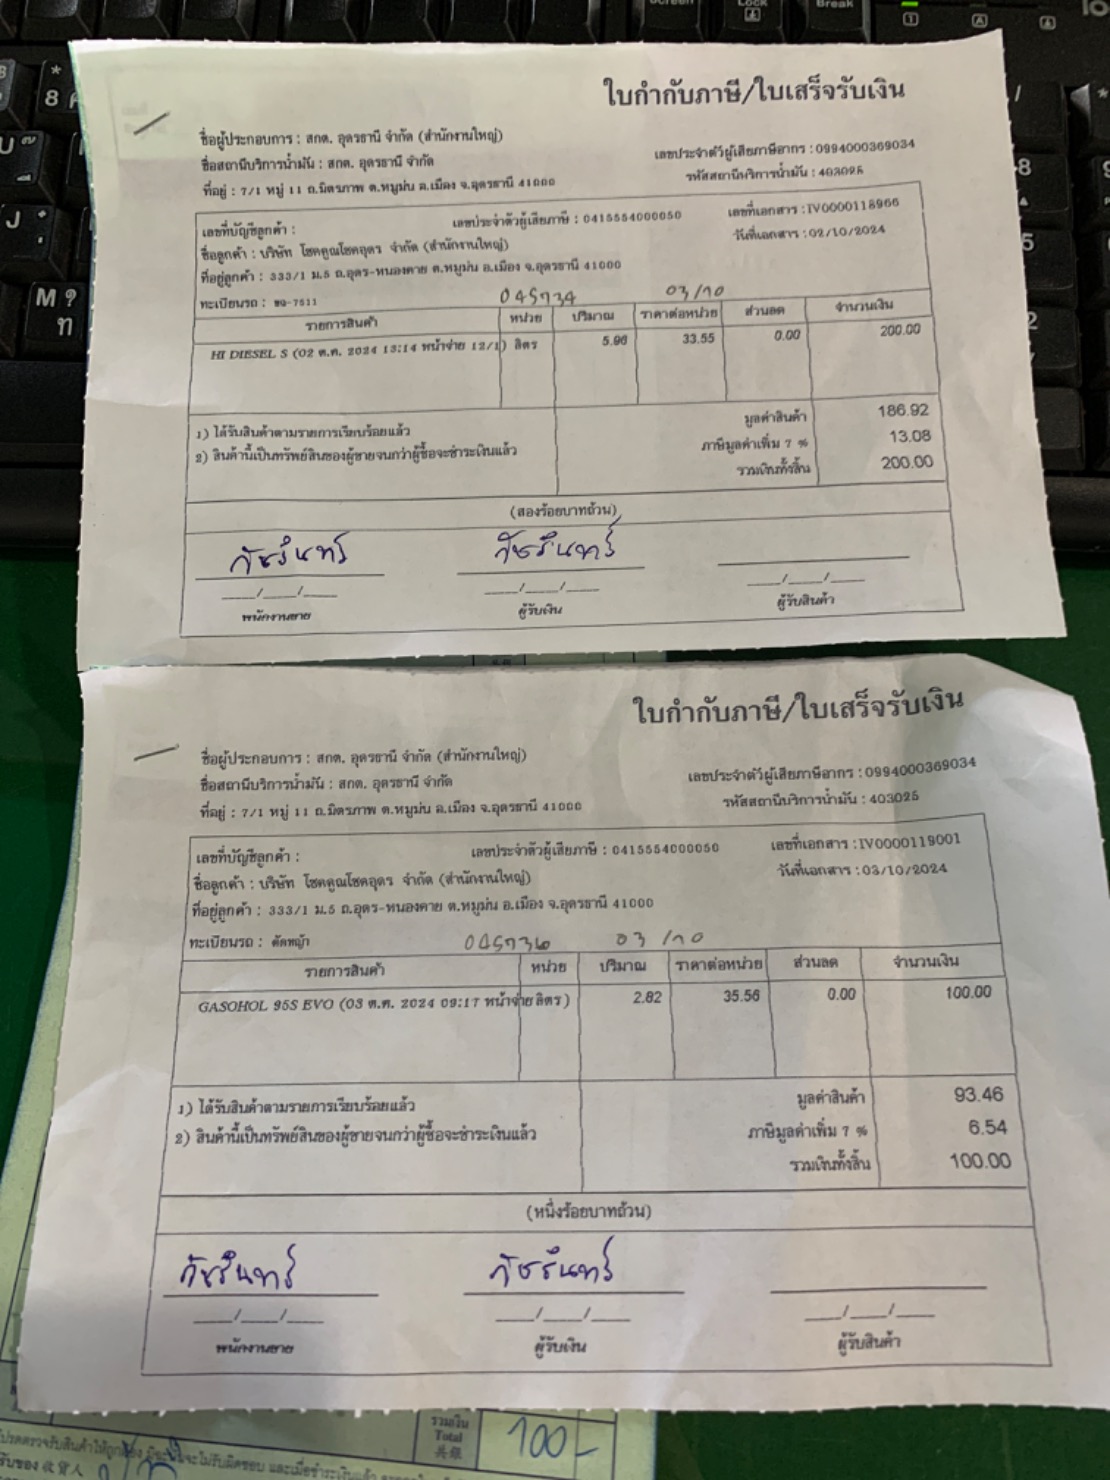 ใบกำกับภาษี/ใบเสร็จรับเงิน
ชื่อผู้ประกอบการ : สกต. อุดรธานี จำกัด (สำนักงานใหญ่)
เลขประจำตัวผู้เสียภาษีอากร : 0994000369034
ชื่อสถานีบริการน้ำมัน : สกต. อุดรธานี จำกัด
รหัสสถานีบริการน้ำมัน : 403025
ที่อยู่ : 7/1 หมู่ 11 ถ.มิตรภาพ ต.หมูม่น อ.เมือง จ.อุดรธานี 41000
เลขที่บัญชีลูกค้า : เลขประจำตัวผู้เสียภาษี : 0415554000050 เลขที่เอกสาร : IV0000118966
ชื่อลูกค้า : บริษัท โชคคูณโชคอุดร จำกัด (สำนักงานใหญ่) วันที่เอกสาร : 02/10/2024
ที่อยู่ลูกค้า : 333/1 ม.5 ถ.อุดร-หนองคาย ต.หมูม่น อ.เมือง จ.อุดรธานี 41000
ทะเบียนรถ : 045734 03/10
รายการสินค้า หน่วย ปริมาณ ราคาต่อหน่วย ส่วนลด จำนวนเงิน
HI DIESEL S (02 ต.ค. 2024 13:14 หน้าจ่าย 12/1) ลิตร 5.96 33.55 0.00 200.00
1) ได้รับสินค้าตามรายการเรียบร้อยแล้ว มูลค่าสินค้า 186.92
2) สินค้านี้เป็นทรัพย์สินของผู้ขายจนกว่าผู้ซื้อจะชำระเงินแล้ว ภาษีมูลค่าเพิ่ม 7 % 13.08
รวมเงินทั้งสิ้น 200.00
(สองร้อยบาทถ้วน)
___/___/___ ___/___/___ ___/___/___
พนักงานขาย ผู้รับเงิน ผู้รับสินค้า
ใบกำกับภาษี/ใบเสร็จรับเงิน
ชื่อผู้ประกอบการ : สกต. อุดรธานี จำกัด (สำนักงานใหญ่)
เลขประจำตัวผู้เสียภาษีอากร : 0994000369034
ชื่อสถานีบริการน้ำมัน : สกต. อุดรธานี จำกัด
รหัสสถานีบริการน้ำมัน : 403025
ที่อยู่ : 7/1 หมู่ 11 ถ.มิตรภาพ ต.หมูม่น อ.เมือง จ.อุดรธานี 41000
เลขที่บัญชีลูกค้า : เลขประจำตัวผู้เสียภาษี : 0415554000050 เลขที่เอกสาร : IV0000119001
ชื่อลูกค้า : บริษัท โชคคูณโชคอุดร จำกัด (สำนักงานใหญ่) วันที่เอกสาร : 03/10/2024
ที่อยู่ลูกค้า : 333/1 ม.5 ถ.อุดร-หนองคาย ต.หมูม่น อ.เมือง จ.อุดรธานี 41000
ทะเบียนรถ : ตัดหญ้า 045736 03/10
รายการสินค้า หน่วย ปริมาณ ราคาต่อหน่วย ส่วนลด จำนวนเงิน
GASOHOL 95S EVO (03 ต.ค. 2024 09:17 หน้าจ่าย ลิตร) 2.82 35.56 0.00 100.00
1) ได้รับสินค้าตามรายการเรียบร้อยแล้ว มูลค่าสินค้า 93.46
2) สินค้านี้เป็นทรัพย์สินของผู้ขายจนกว่าผู้ซื้อจะชำระเงินแล้ว ภาษีมูลค่าเพิ่ม 7 % 6.54
รวมเงินทั้งสิ้น 100.00
(หนึ่งร้อยบาทถ้วน)
___/___/___ ___/___/___ ___/___/___
พนักงานขาย ผู้รับเงิน ผู้รับสินค้า
รวมเงิน
Total 100-